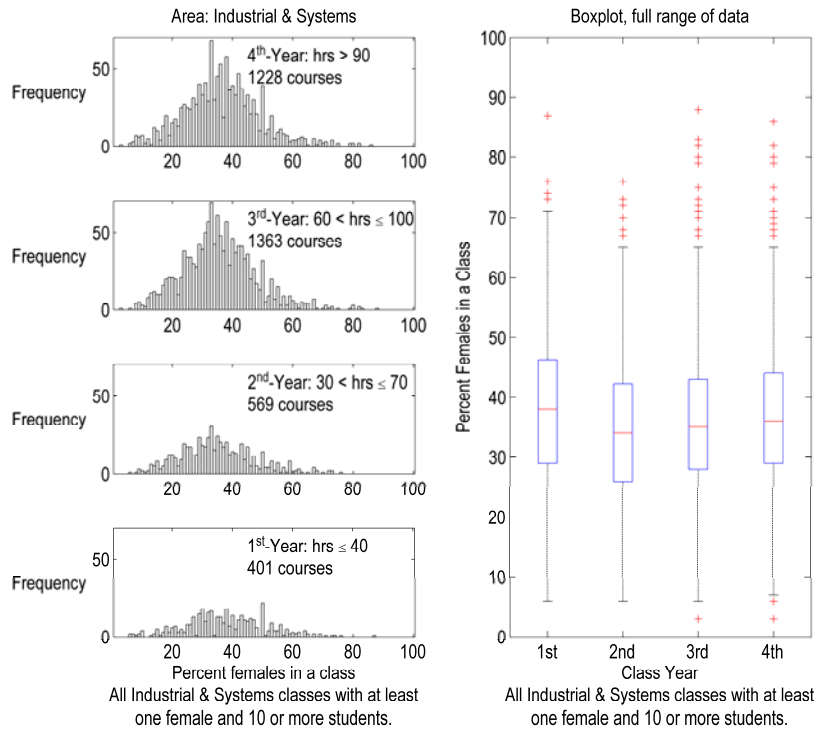 Area: Industrial & Systems
50
0
Frequency
4th-Year: hrs > 90
1228 courses
20 40 60 80 100
50
0
Frequency
3rd-Year: 60 < hrs ≤ 100
1363 courses
20 40 60 80 100
50
0
Frequency
2nd-Year: 30 < hrs ≤ 70
569 courses
20 40 60 80 100
50
0
Frequency
1st-Year: hrs ≤ 40
401 courses
20 40 60 80 100
Percent females in a class
All Industrial & Systems classes with at least
one female and 10 or more students.
Boxplot, full range of data
100
90
80
70
60
50
40
30
20
10
0
Percent Females in a Class
1st 2nd 3rd 4th
Class Year
All Industrial & Systems classes with at least
one female and 10 or more students.